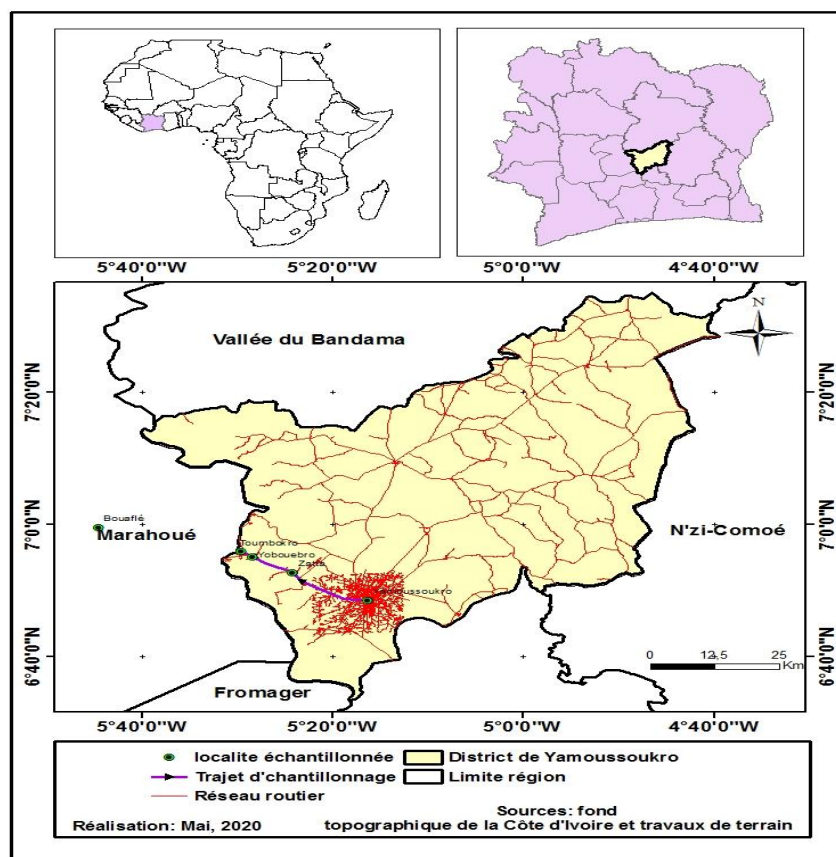 5°40'0"W 5°20'0"W 5°0'0"W 4°40'0"W
N
Vallée du Bandama
7°20'0"N 7°20'0"N
Bouaflé
Marahoué
7°0'0"N 7°0'0"N
N'zi-Comoé
Toumbokro
Yobouebro
Zatta
Yamoussoukro
6°40'0"N 6°40'0"N
0 12,5 25
Km
Fromager
5°40'0"W 5°20'0"W 5°0'0"W 4°40'0"W
localite échantillonnée District de Yamoussoukro
Trajet d'chantillonnage Limite région
Réseau routier
Sources: fond
Réalisation: Mai, 2020 topographique de la Côte d'Ivoire et travaux de terrain